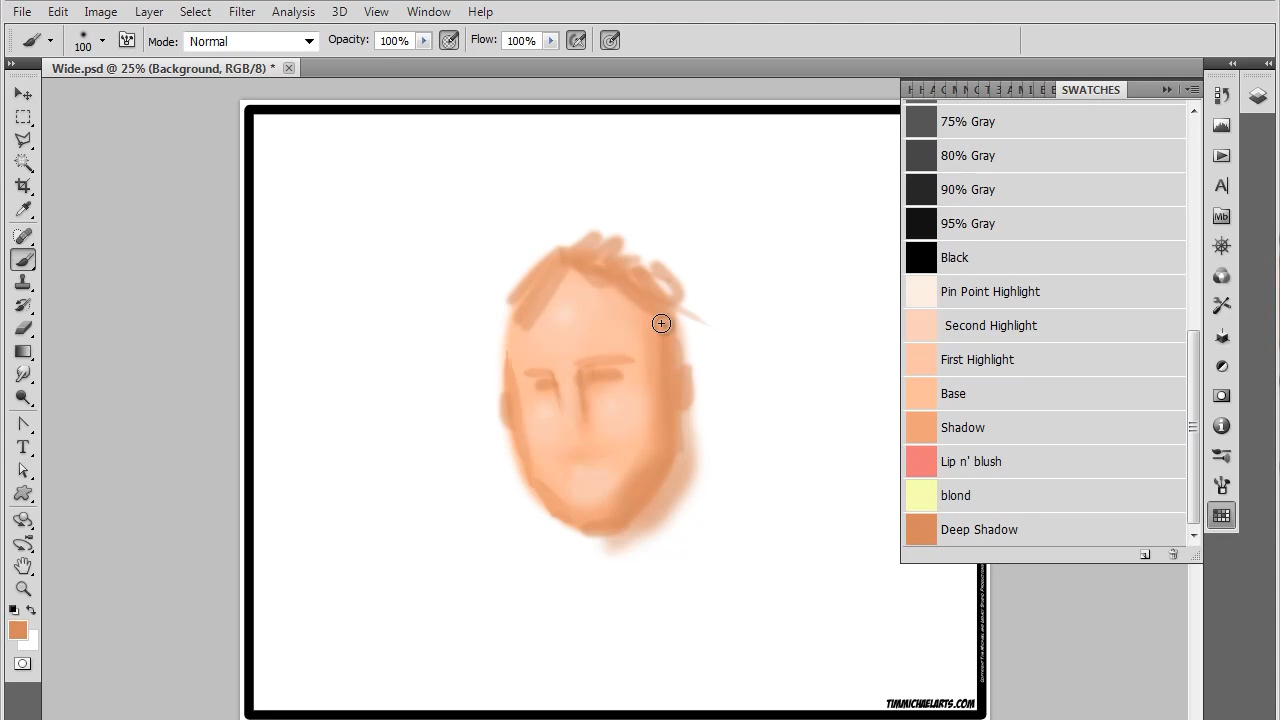 File Edit Image Layer Select Filter Analysis 3D View Window Help
100 Mode: Normal Opacity: 100% Flow: 100%
Wide.psd @ 25% (Background, RGB/8) *
SWATCHES
75% Gray
80% Gray
90% Gray
95% Gray
Black
Pin Point Highlight
Second Highlight
First Highlight
Base
Shadow
Lip n' blush
blond
Deep Shadow
TIMMICHAELARTS.COM